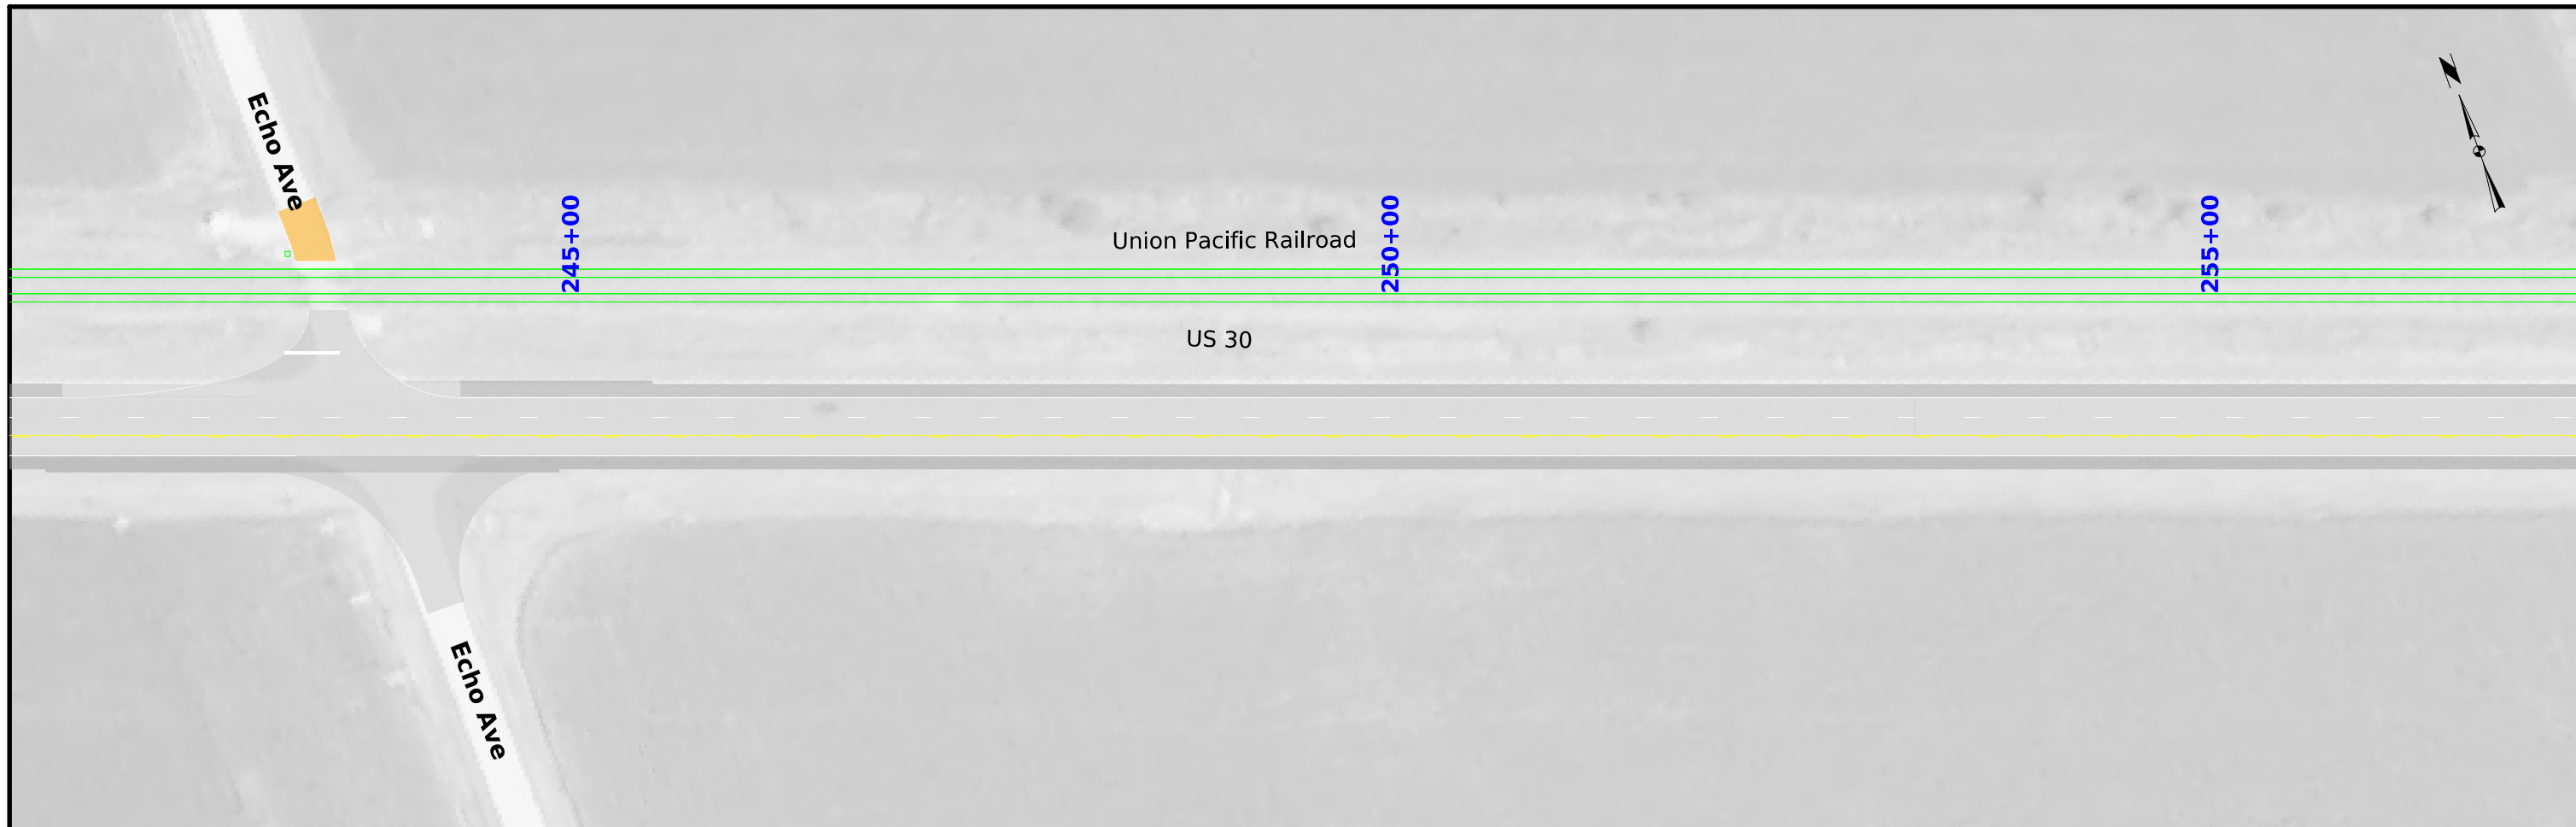 Echo Ave
N
245+00
250+00
255+00
Union Pacific Railroad
US 30
Echo Ave